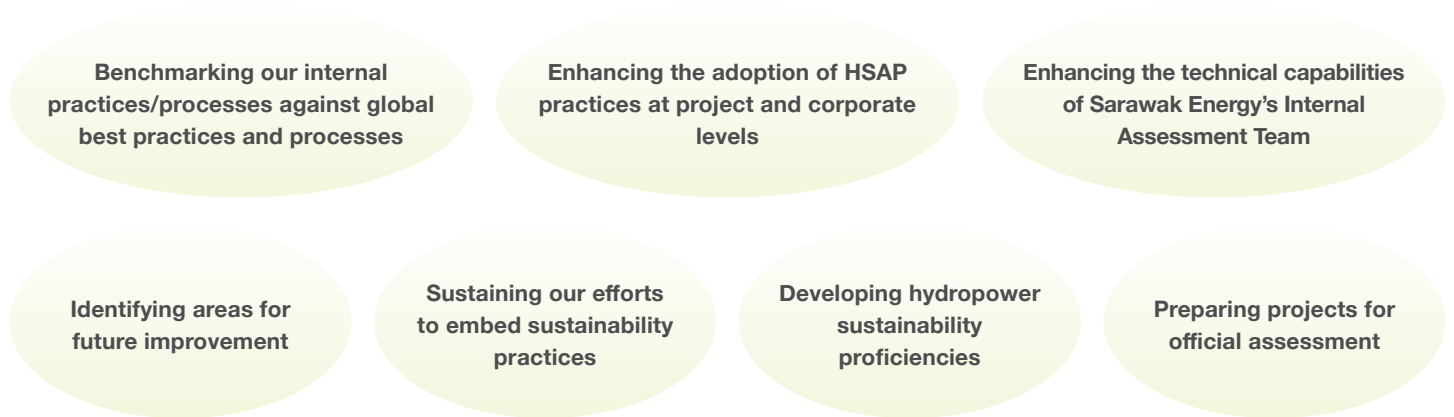 Benchmarking our internal
practices/processes against global
best practices and processes
Enhancing the adoption of HSAP
practices at project and corporate
levels
Enhancing the technical capabilities
of Sarawak Energy’s Internal
Assessment Team
Identifying areas for
future improvement
Sustaining our efforts
to embed sustainability
practices
Developing hydropower
sustainability
proficiencies
Preparing projects for
official assessment